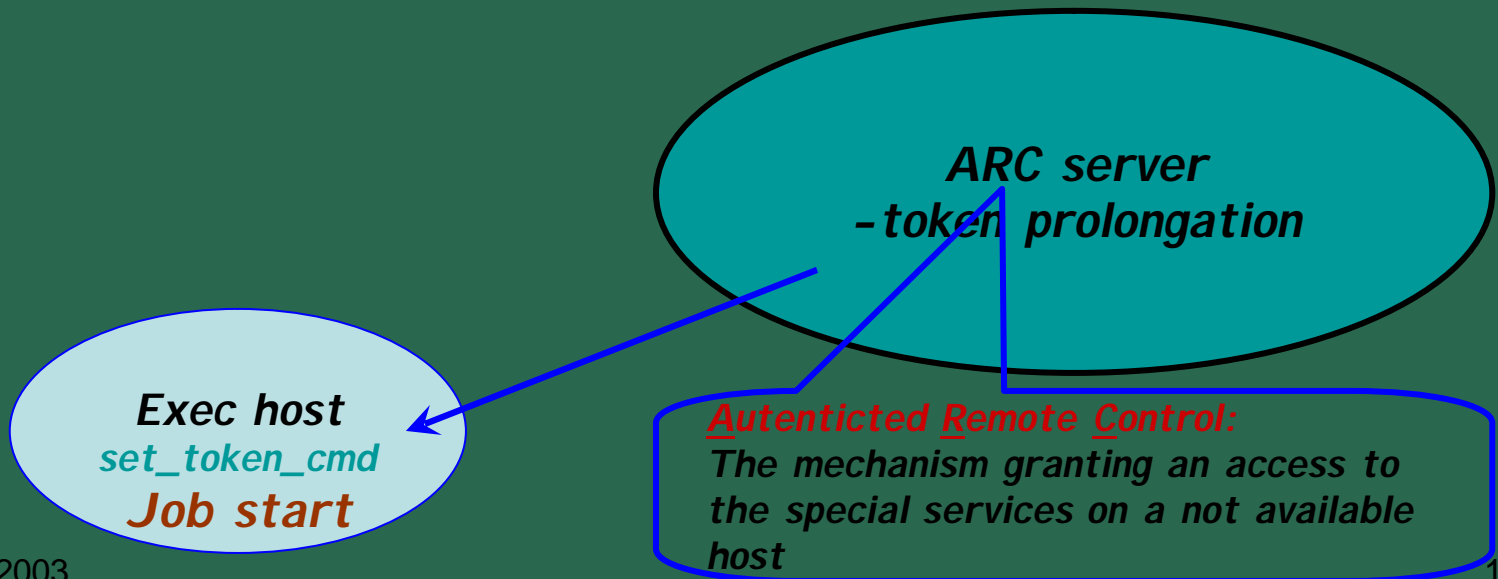 ARC server
-token prolongation
Exec host
set_token_cmd
Job start
Autenticted Remote Control:
The mechanism granting an access to
the special services on a not available
host
2003
1